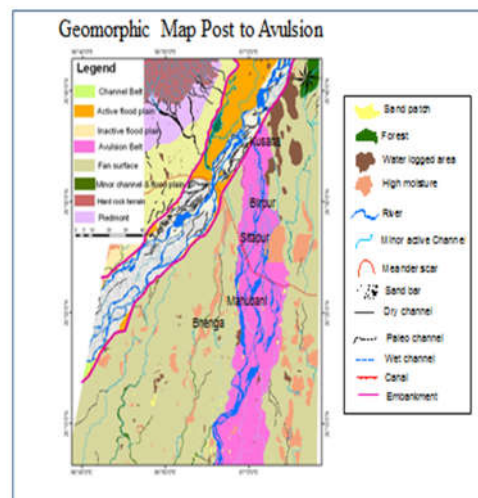 Geomorphic Map Post to Avulsion
Legend
Channel Belt
Active flood plain
Inactive flood plain
Avulsion Belt
Fan surface
Minor channel & flood plain
Hard rock terrain
Piedmont
Kusaha
Birpur
Sitapur
Manubani
Bhenga
Sand patch
Forest
Water logged area
High moisture
River
Minor active Channel
Meander scar
Sand bar
Dry channel
Paleo channel
Wet channel
Canal
Embankment